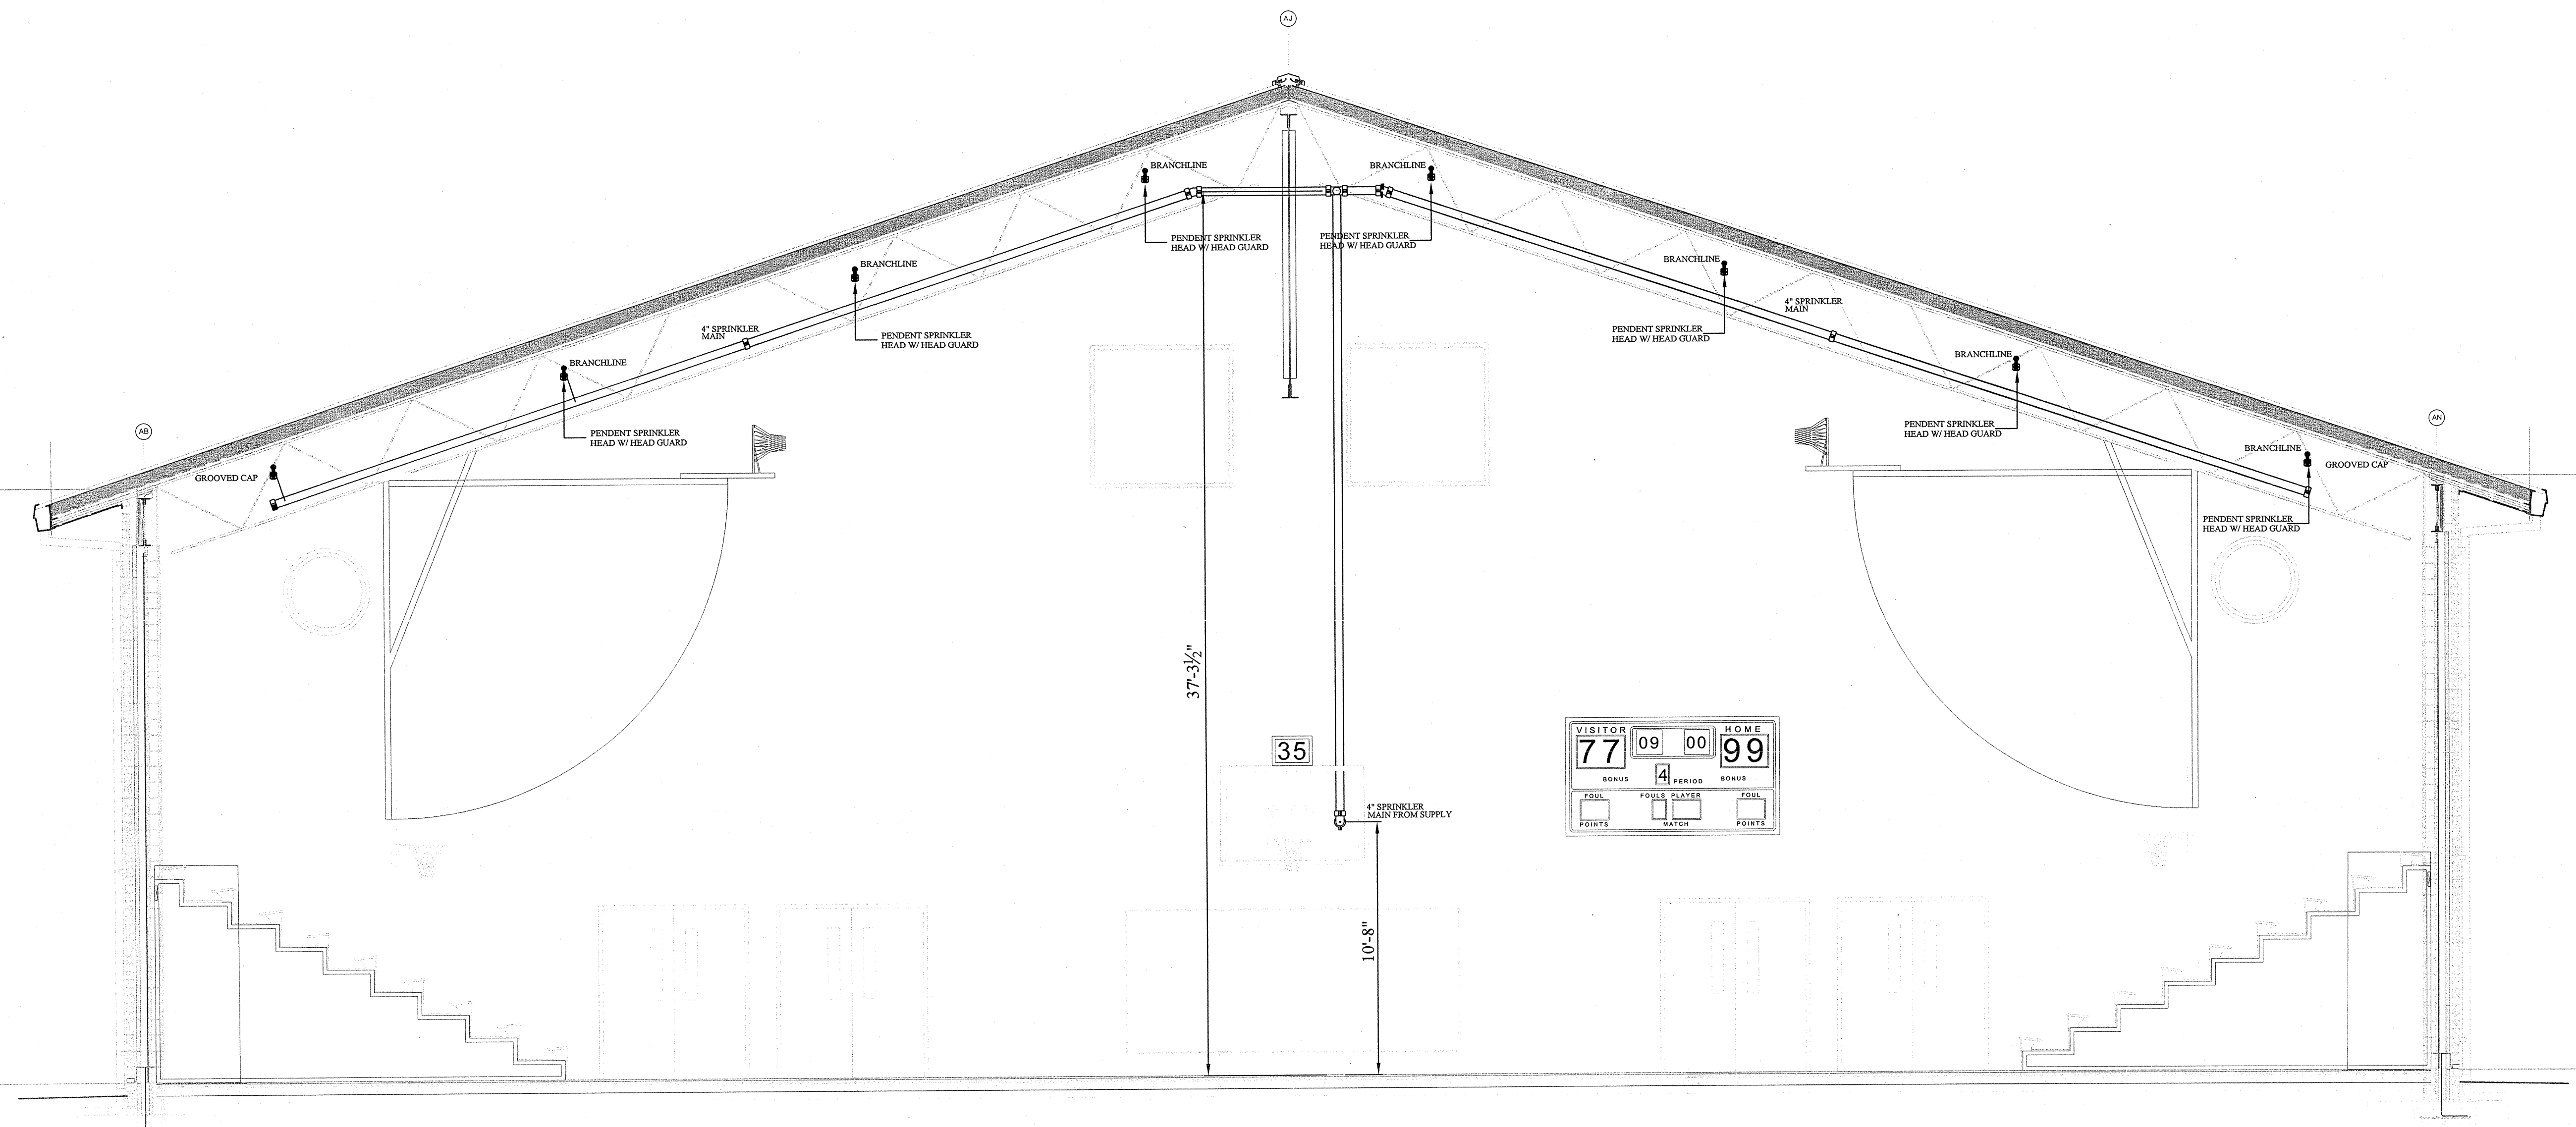 AJ
BRANCHLINE
BRANCHLINE
PENDENT SPRINKLER
HEAD W/ HEAD GUARD
PENDENT SPRINKLER
HEAD W/ HEAD GUARD
BRANCHLINE
BRANCHLINE
4" SPRINKLER
MAIN
PENDENT SPRINKLER
HEAD W/ HEAD GUARD
4" SPRINKLER
MAIN
PENDENT SPRINKLER
HEAD W/ HEAD GUARD
BRANCHLINE
BRANCHLINE
AB
PENDENT SPRINKLER
HEAD W/ HEAD GUARD
PENDENT SPRINKLER
HEAD W/ HEAD GUARD
AN
GROOVED CAP
BRANCHLINE
GROOVED CAP
PENDENT SPRINKLER
HEAD W/ HEAD GUARD
37'-3½"
35
VISITOR
HOME
77
09 00
99
BONUS
4 PERIOD
BONUS
FOUL
FOULS PLAYER
FOUL
POINTS
MATCH
POINTS
4" SPRINKLER
MAIN FROM SUPPLY
10'-8"